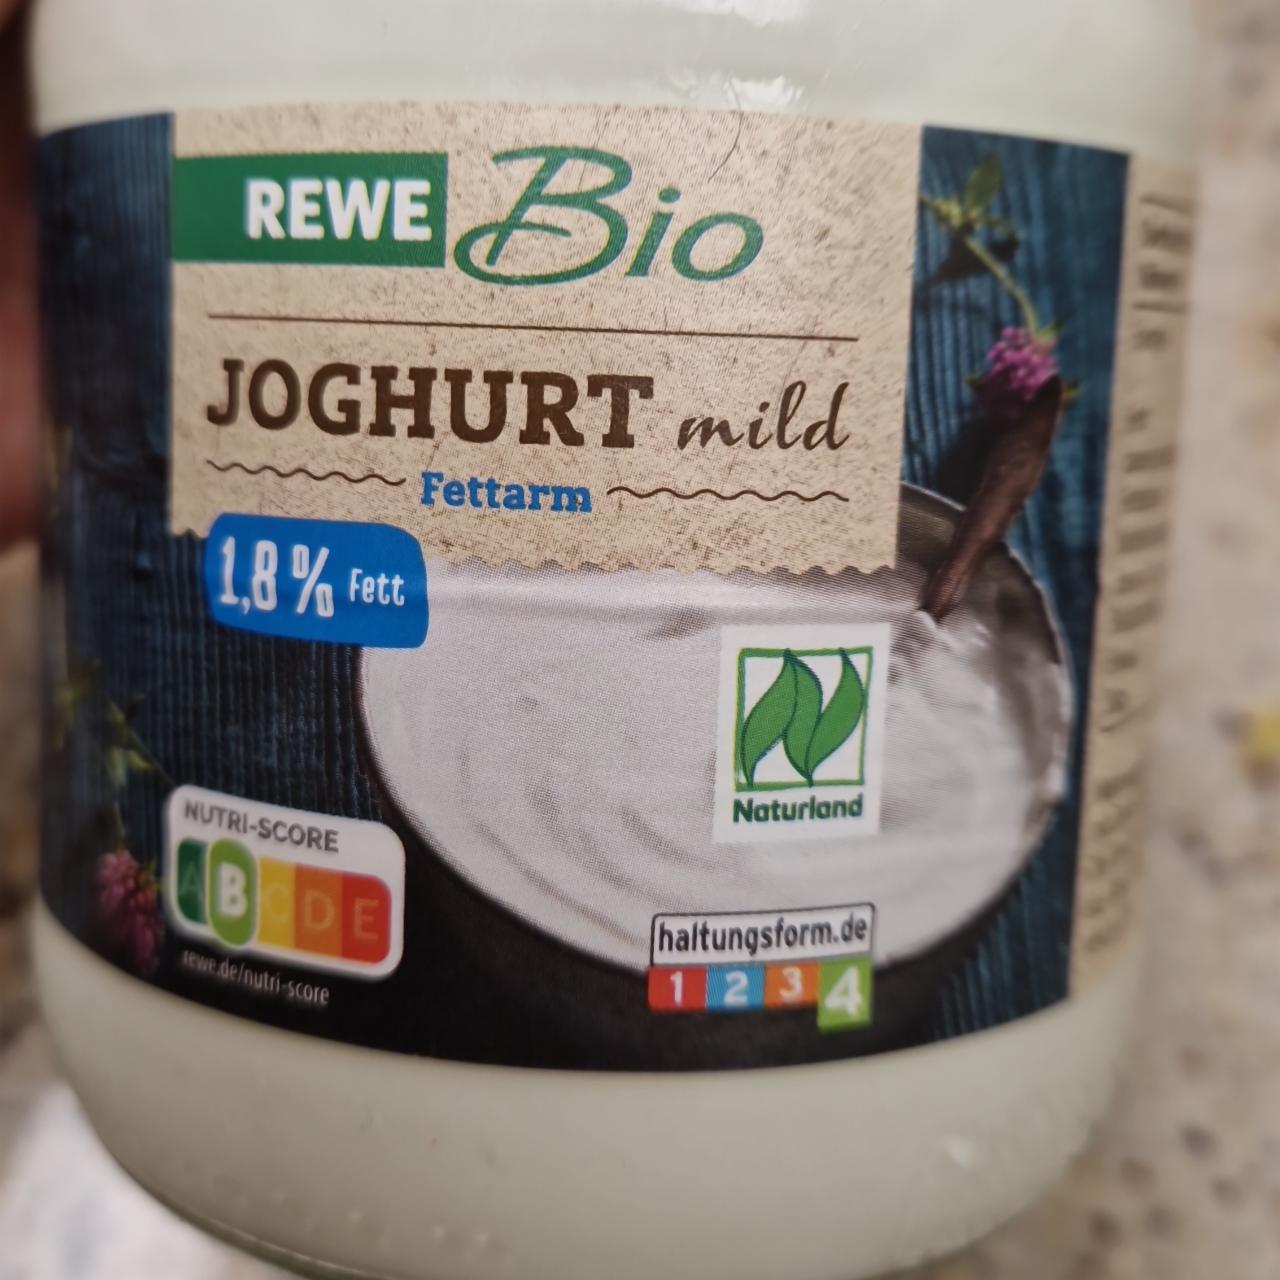 REWE Bio
JOGHURT mild
Fettarm
1,8% Fett
Naturland
NUTRI-SCORE
A B C D E
rewe.de/nutri-score
haltungsform.de
1 2 3 4